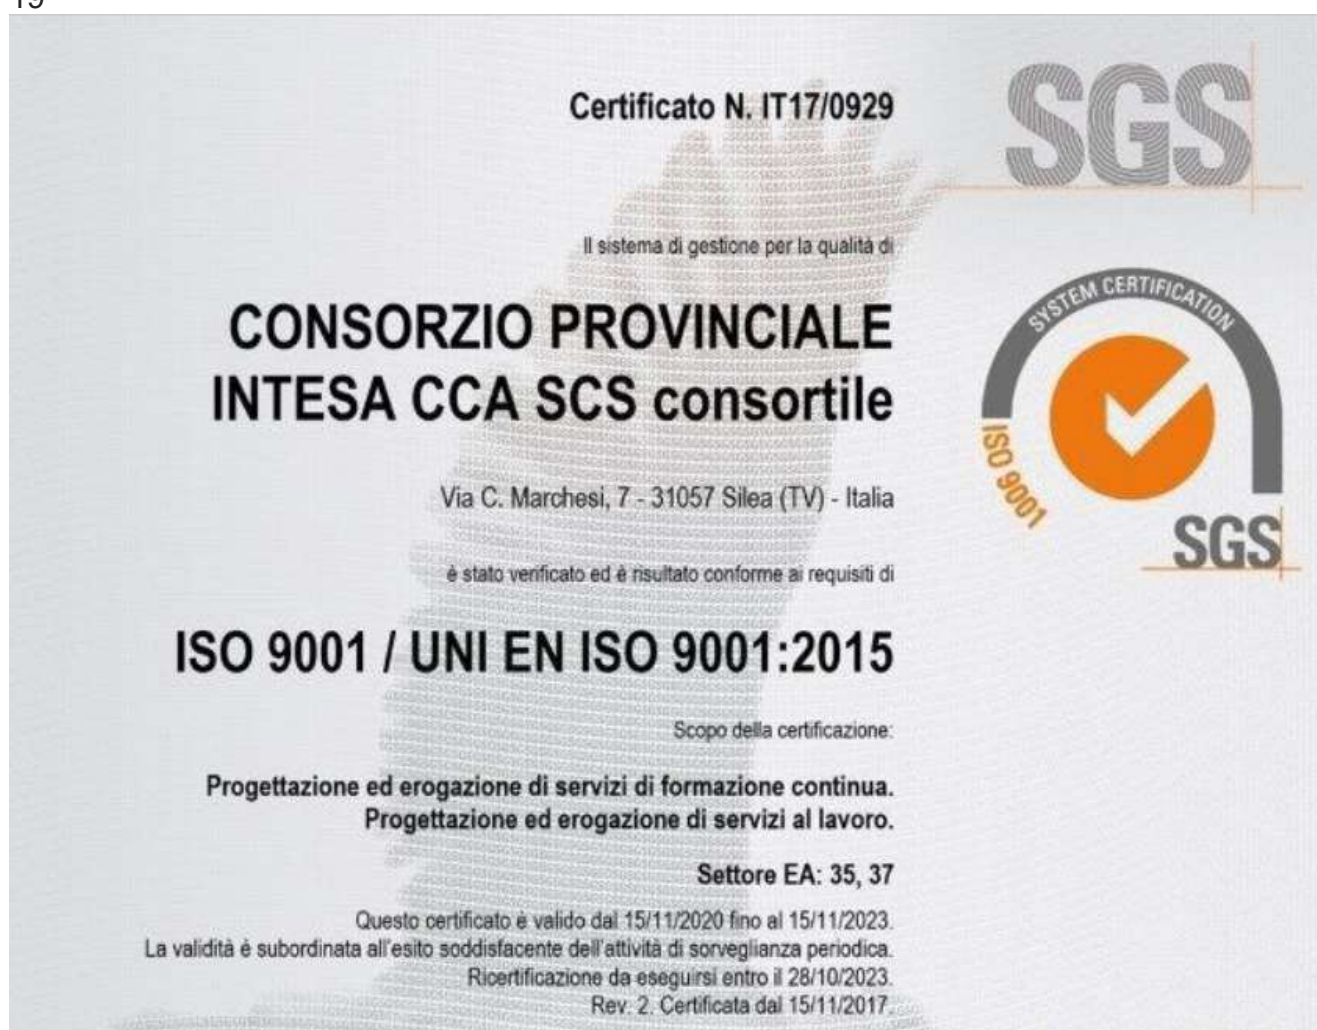 19
Certificato N. IT17/0929
SGS
Il sistema di gestione per la qualità di
CONSORZIO PROVINCIALE
INTESA CCA SCS consortile
SYSTEM CERTIFICATION
ISO 9001
SGS
Via C. Marchesi, 7 - 31057 Silea (TV) - Italia
è stato verificato ed è risultato conforme ai requisiti di
ISO 9001 / UNI EN ISO 9001:2015
Scopo della certificazione:
Progettazione ed erogazione di servizi di formazione continua.
Progettazione ed erogazione di servizi al lavoro.
Settore EA: 35, 37
Questo certificato è valido dal 15/11/2020 fino al 15/11/2023.
La validità è subordinata all'esito soddisfacente dell'attività di sorveglianza periodica.
Ricertificazione da eseguirsi entro il 28/10/2023.
Rev. 2. Certificata dal 15/11/2017.